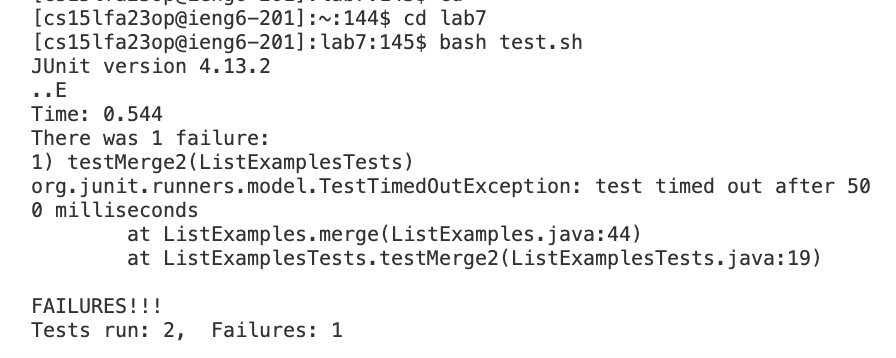 [cs15lfa23op@ieng6-201]:~:144$ cd lab7
[cs15lfa23op@ieng6-201]:lab7:145$ bash test.sh
JUnit version 4.13.2
..E
Time: 0.544
There was 1 failure:
1) testMerge2(ListExamplesTests)
org.junit.runners.model.TestTimedOutException: test timed out after 50
0 milliseconds
        at ListExamples.merge(ListExamples.java:44)
        at ListExamplesTests.testMerge2(ListExamplesTests.java:19)

FAILURES!!!
Tests run: 2,  Failures: 1